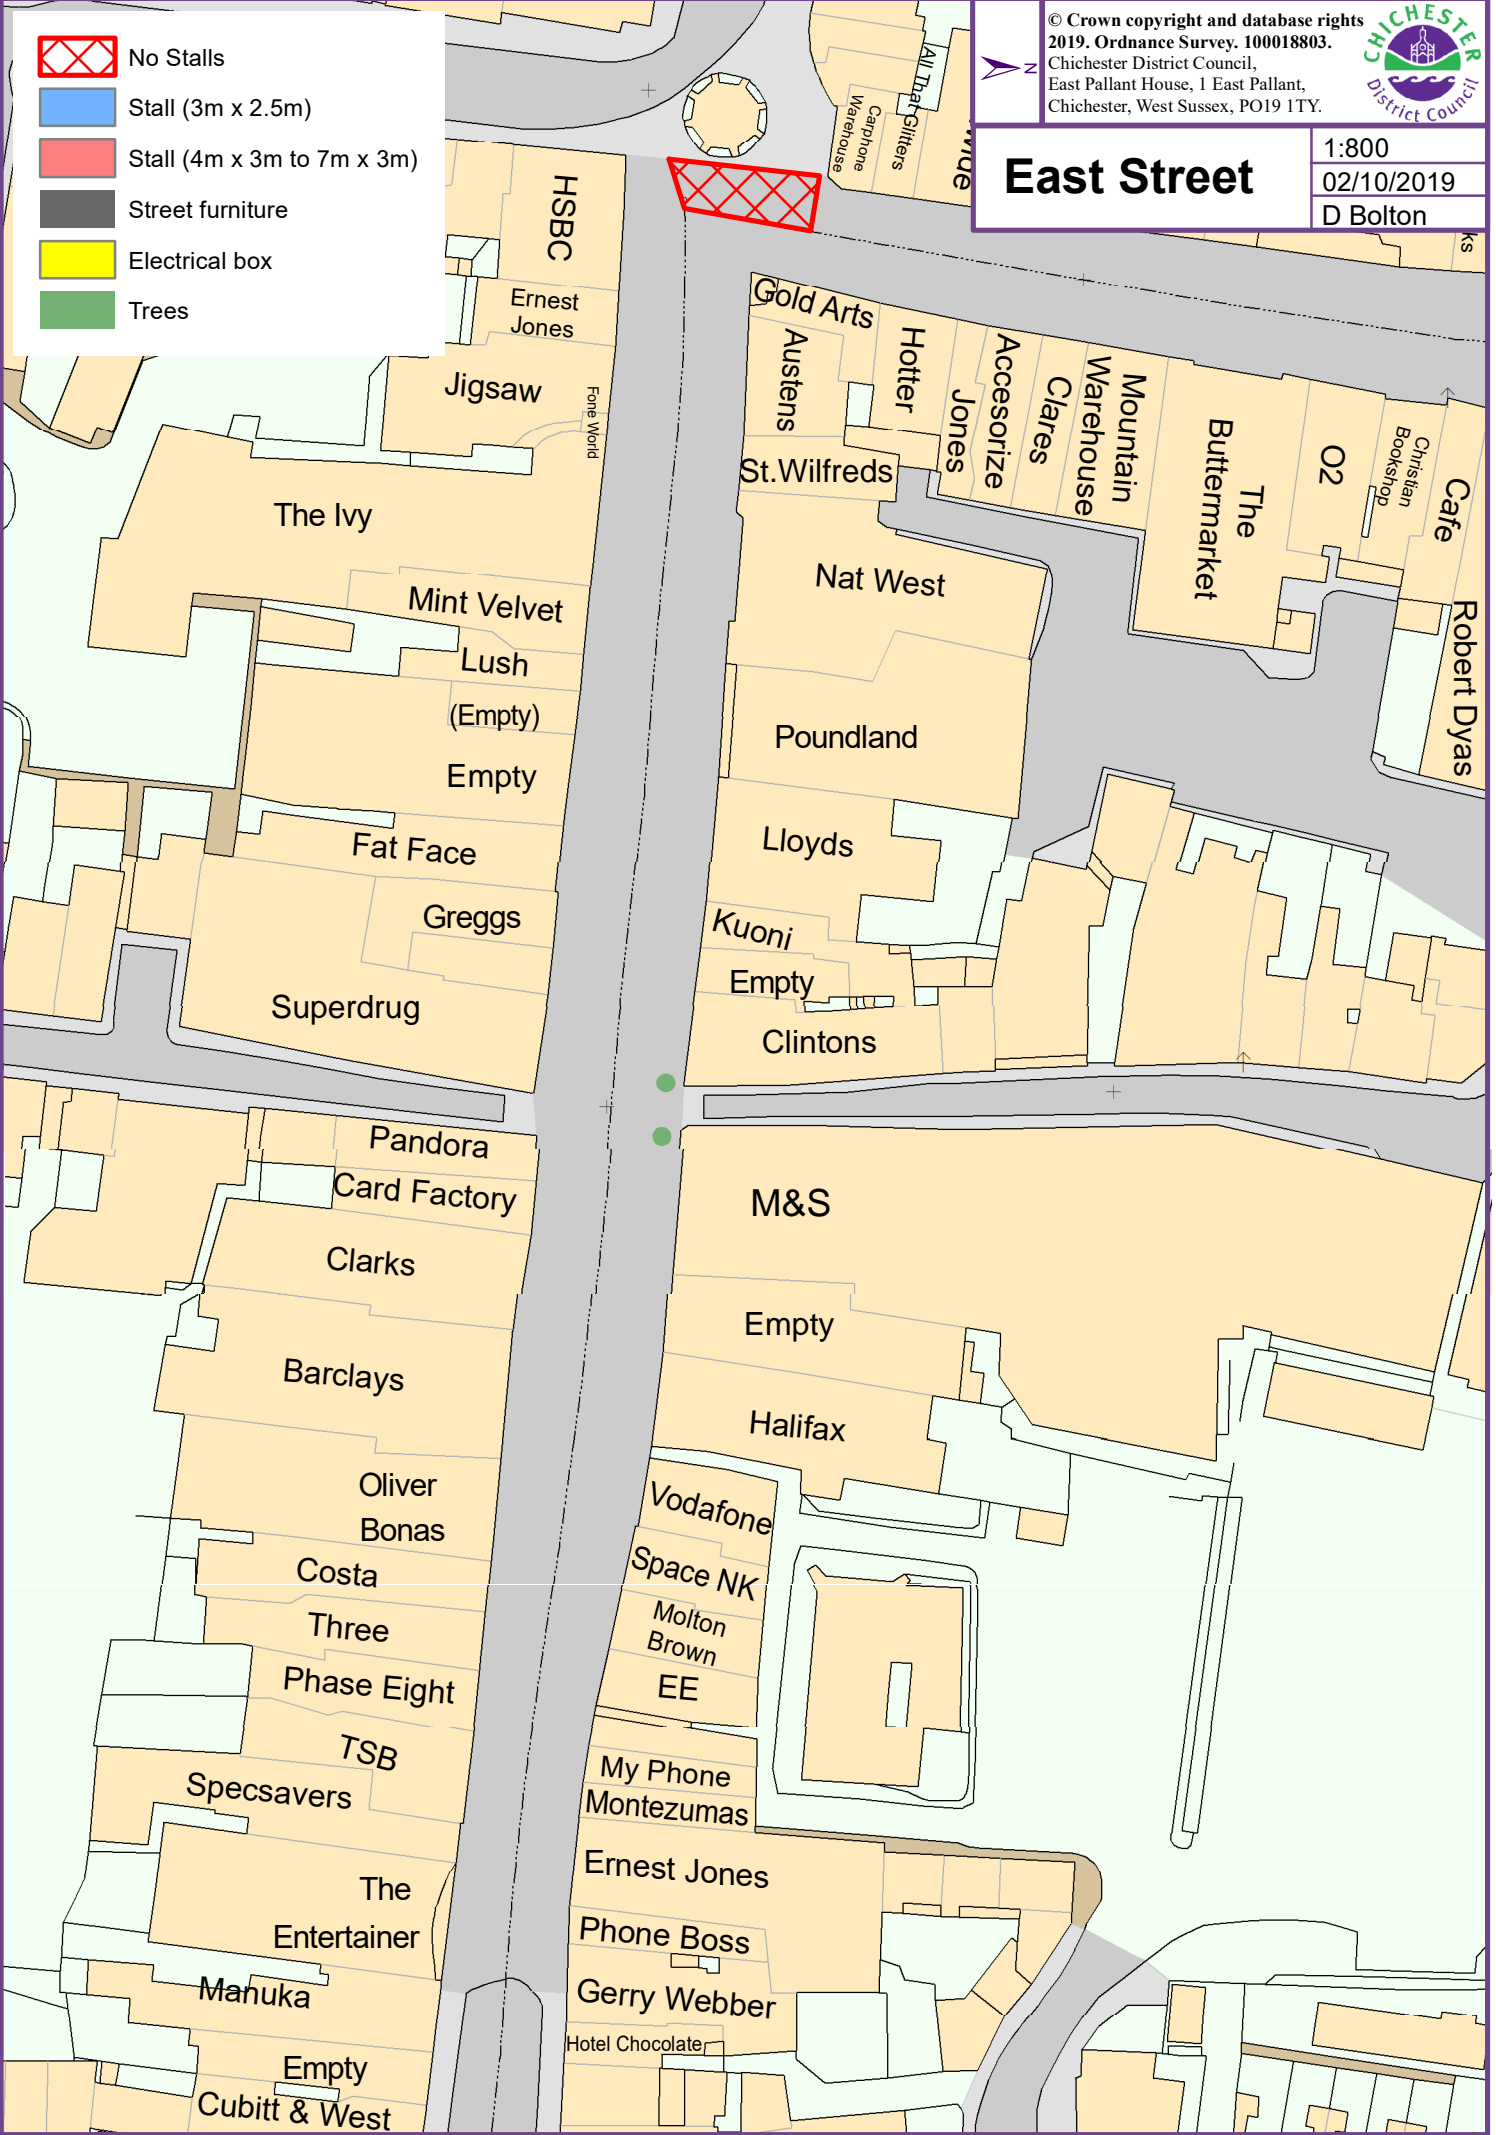 No Stalls
Stall (3m x 2.5m)
Stall (4m x 3m to 7m x 3m)
Street furniture
Electrical box
Trees
© Crown copyright and database rights
2019. Ordnance Survey. 100018803.
Chichester District Council,
East Pallant House, 1 East Pallant,
Chichester, West Sussex, PO19 1TY.
CHICHESTER
District Council
N
East Street
1:800
02/10/2019
D Bolton
All That Glitters
Carphone
Warehouse
HSBC
Ernest
Jones
Jigsaw
Fone World
The Ivy
Mint Velvet
Lush
(Empty)
Empty
Fat Face
Greggs
Superdrug
Pandora
Card Factory
Clarks
Barclays
Oliver
Bonas
Costa
Three
Phase Eight
TSB
Specsavers
The
Entertainer
Manuka
Empty
Cubitt & West
Gold Arts
Austens
Hotter
Jones
Accesorize
Clares
Mountain
Warehouse
The
Buttermarket
O2
Christian
Bookshop
Cafe
Robert Dyas
St.Wilfreds
Nat West
Poundland
Lloyds
Kuoni
Empty
Clintons
M&S
Empty
Halifax
Vodafone
Space NK
Molton
Brown
EE
My Phone
Montezumas
Ernest Jones
Phone Boss
Gerry Webber
Hotel Chocolate